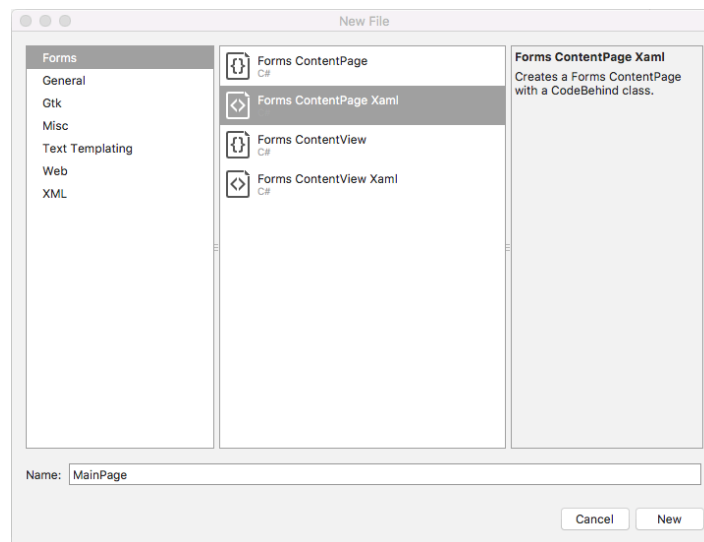 New File
Forms
General
Gtk
Misc
Text Templating
Web
XML
Forms ContentPage
C#
Forms ContentPage Xaml
Forms ContentView
C#
Forms ContentView Xaml
C#
Forms ContentPage Xaml
Creates a Forms ContentPage
with a CodeBehind class.
Name: MainPage
Cancel New